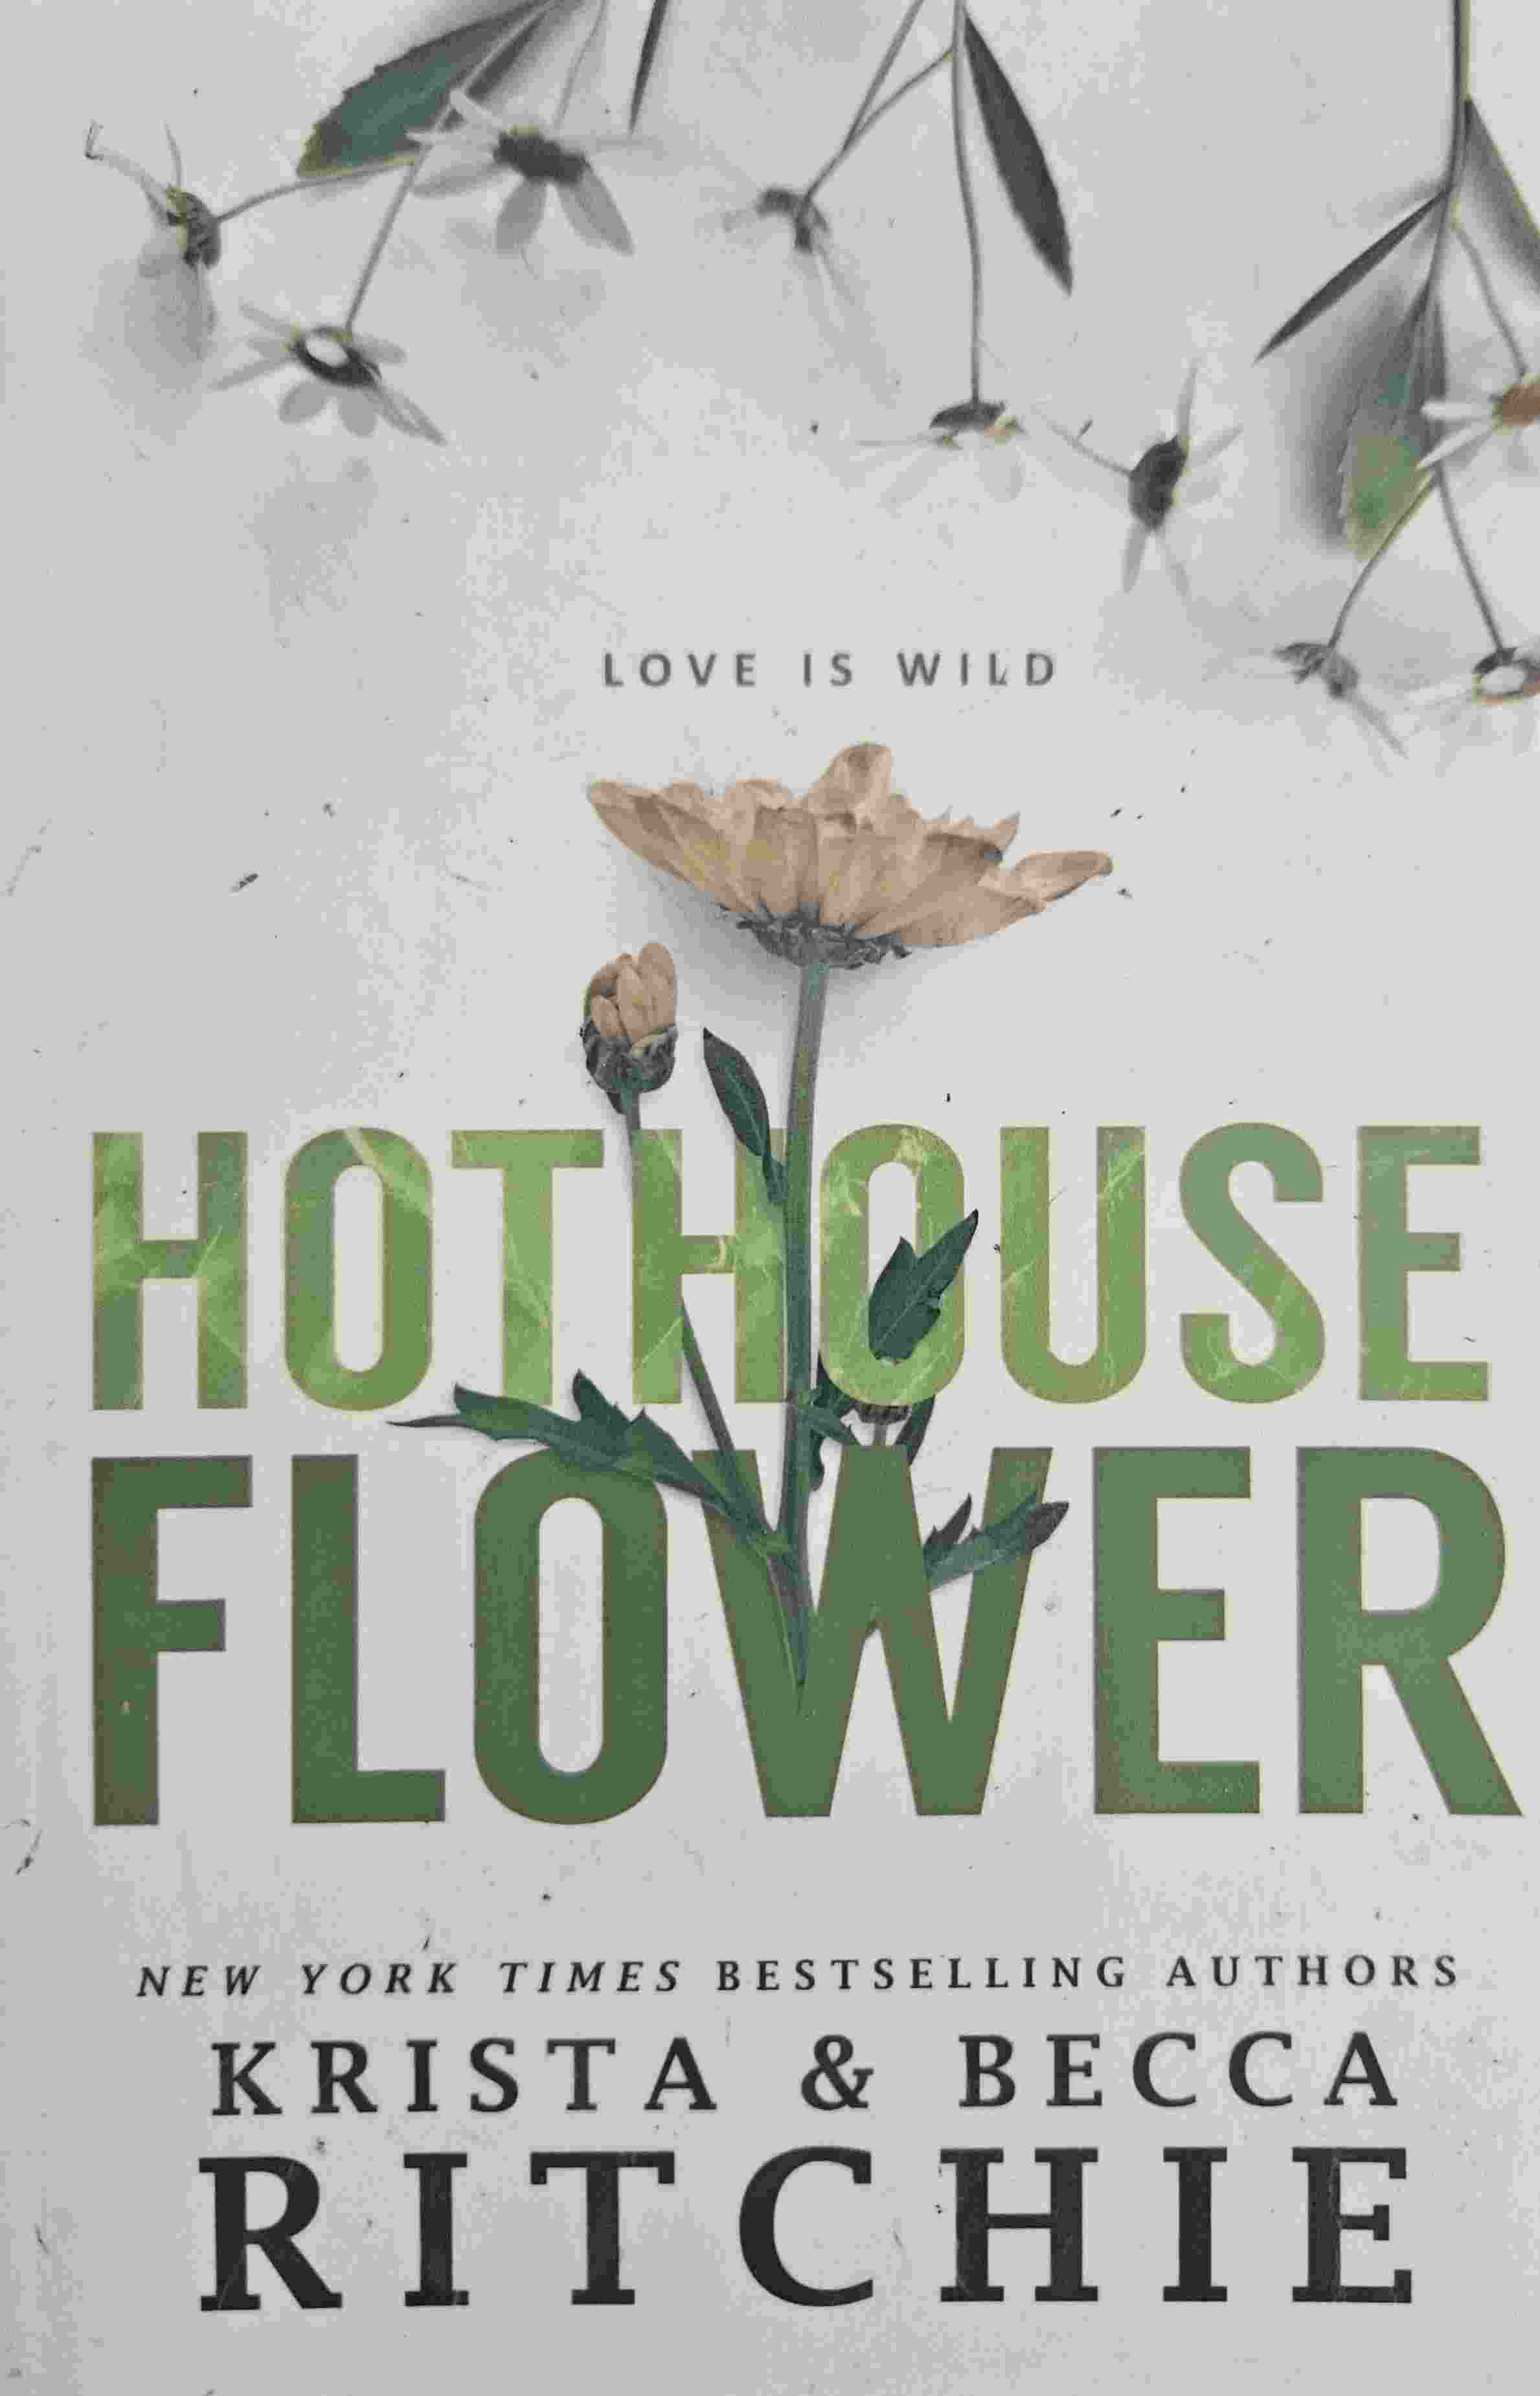 LOVE IS WILD
HOTHOUSE
FLOWER
NEW YORK TIMES BESTSELLING AUTHORS
KRISTA & BECCA
RITCHIE